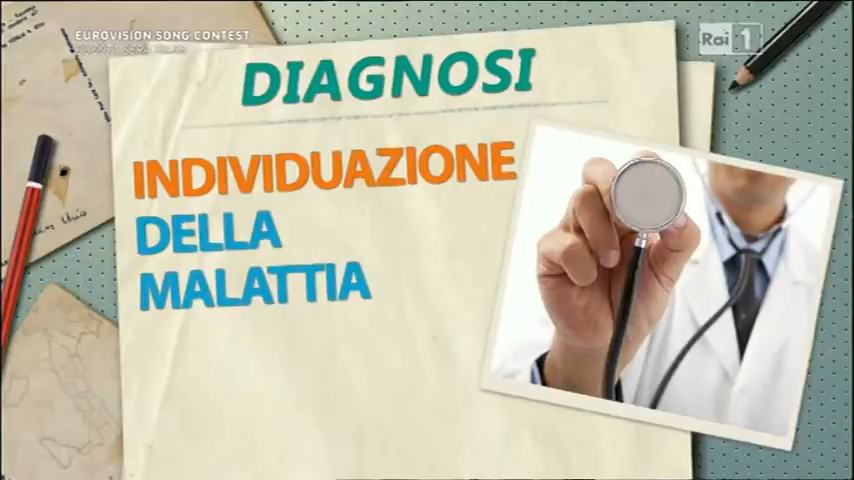 EUROVISION SONG CONTEST
Rai 1
DIAGNOSI
INDIVIDUAZIONE
DELLA
MALATTIA